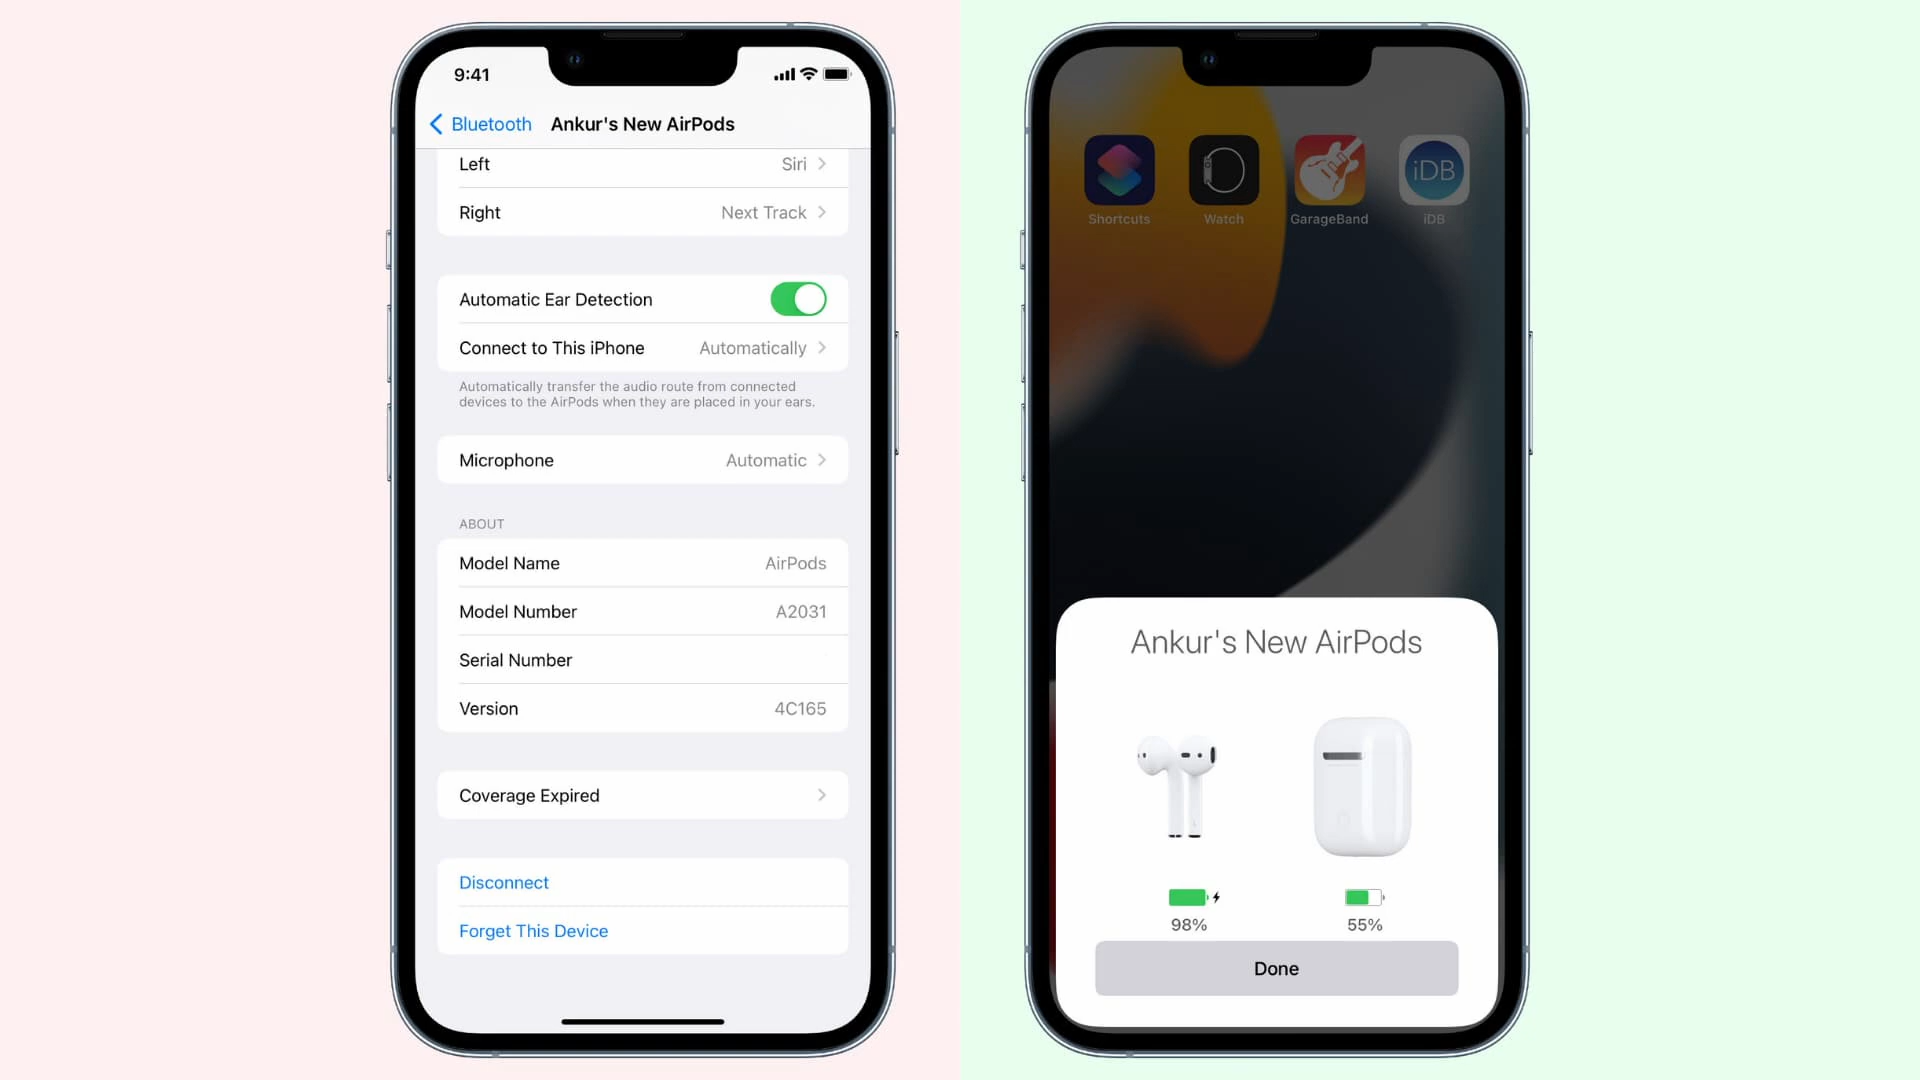 9:41
Bluetooth Ankur's New AirPods
Left Siri
Right Next Track
Automatic Ear Detection
Connect to This iPhone Automatically
Automatically transfer the audio route from connected
devices to the AirPods when they are placed in your ears.
Microphone Automatic
ABOUT
Model Name AirPods
Model Number A2031
Serial Number
Version 4C165
Coverage Expired
Disconnect
Forget This Device
iDB
Shortcuts Watch GarageBand iDB
Ankur's New AirPods
98% 55%
Done